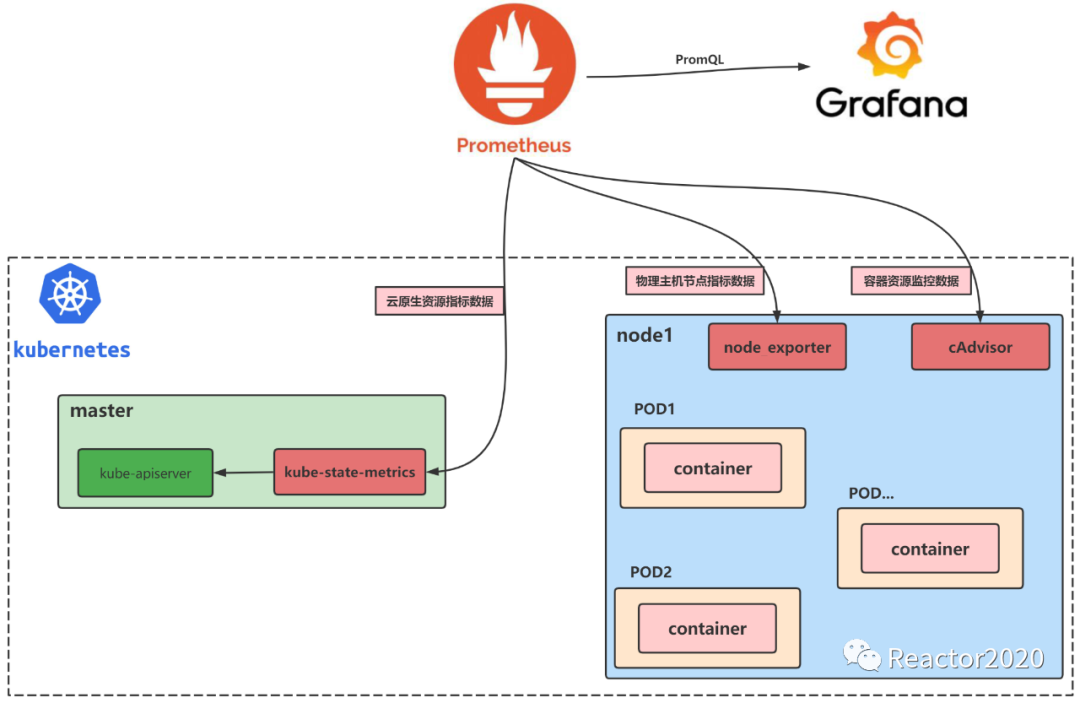 PromQL
Grafana
Prometheus
kubernetes
云原生资源指标数据
物理主机节点指标数据
容器资源监控数据
node1
node_exporter
cAdvisor
master
kube-apiserver
kube-state-metrics
POD1
container
POD...
container
POD2
container
Reactor2020